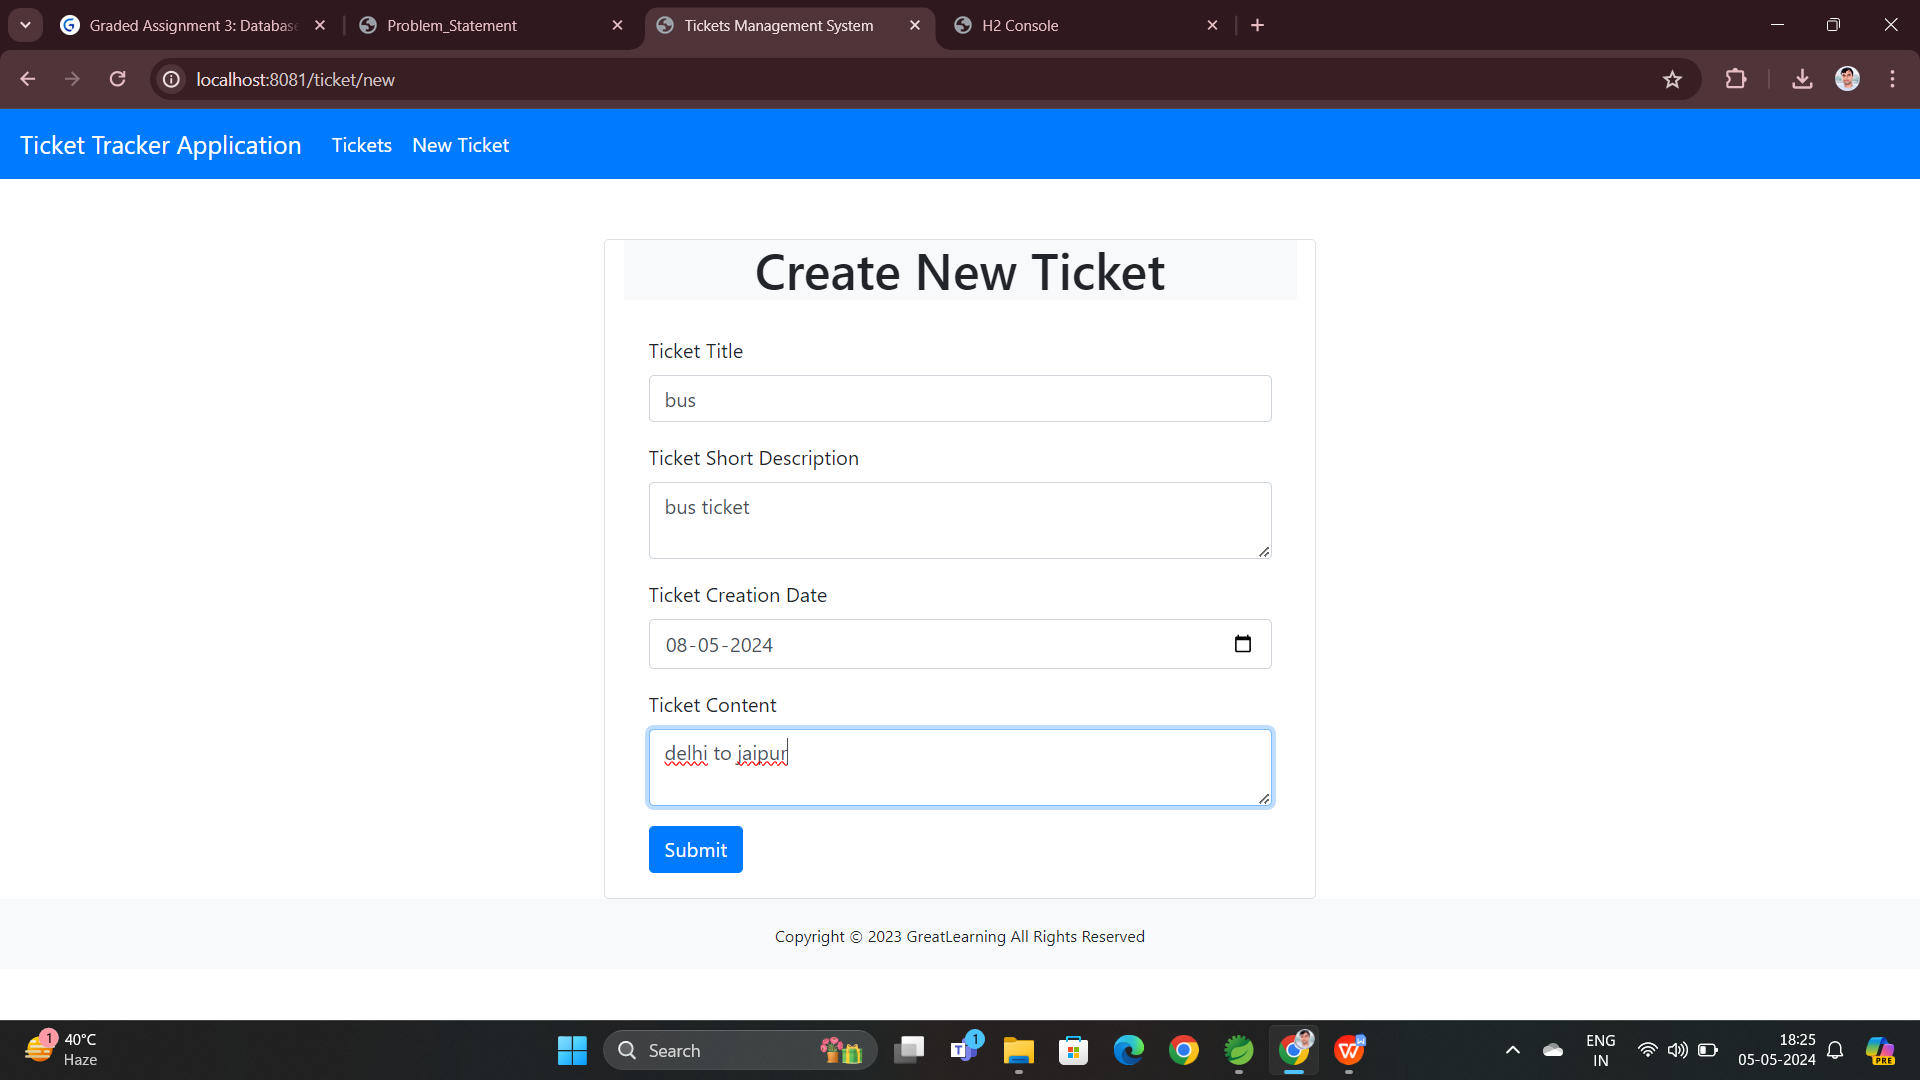 Graded Assignment 3: Databas
Problem_Statement
Tickets Management System
H2 Console
localhost:8081/ticket/new
Ticket Tracker Application
Tickets
New Ticket
Create New Ticket
Ticket Title
bus
Ticket Short Description
bus ticket
Ticket Creation Date
08-05-2024
Ticket Content
delhi to jaipur
Submit
Copyright © 2023 GreatLearning All Rights Reserved
1
40°C
Haze
Search
1
ENG
IN
18:25
05-05-2024
PRE